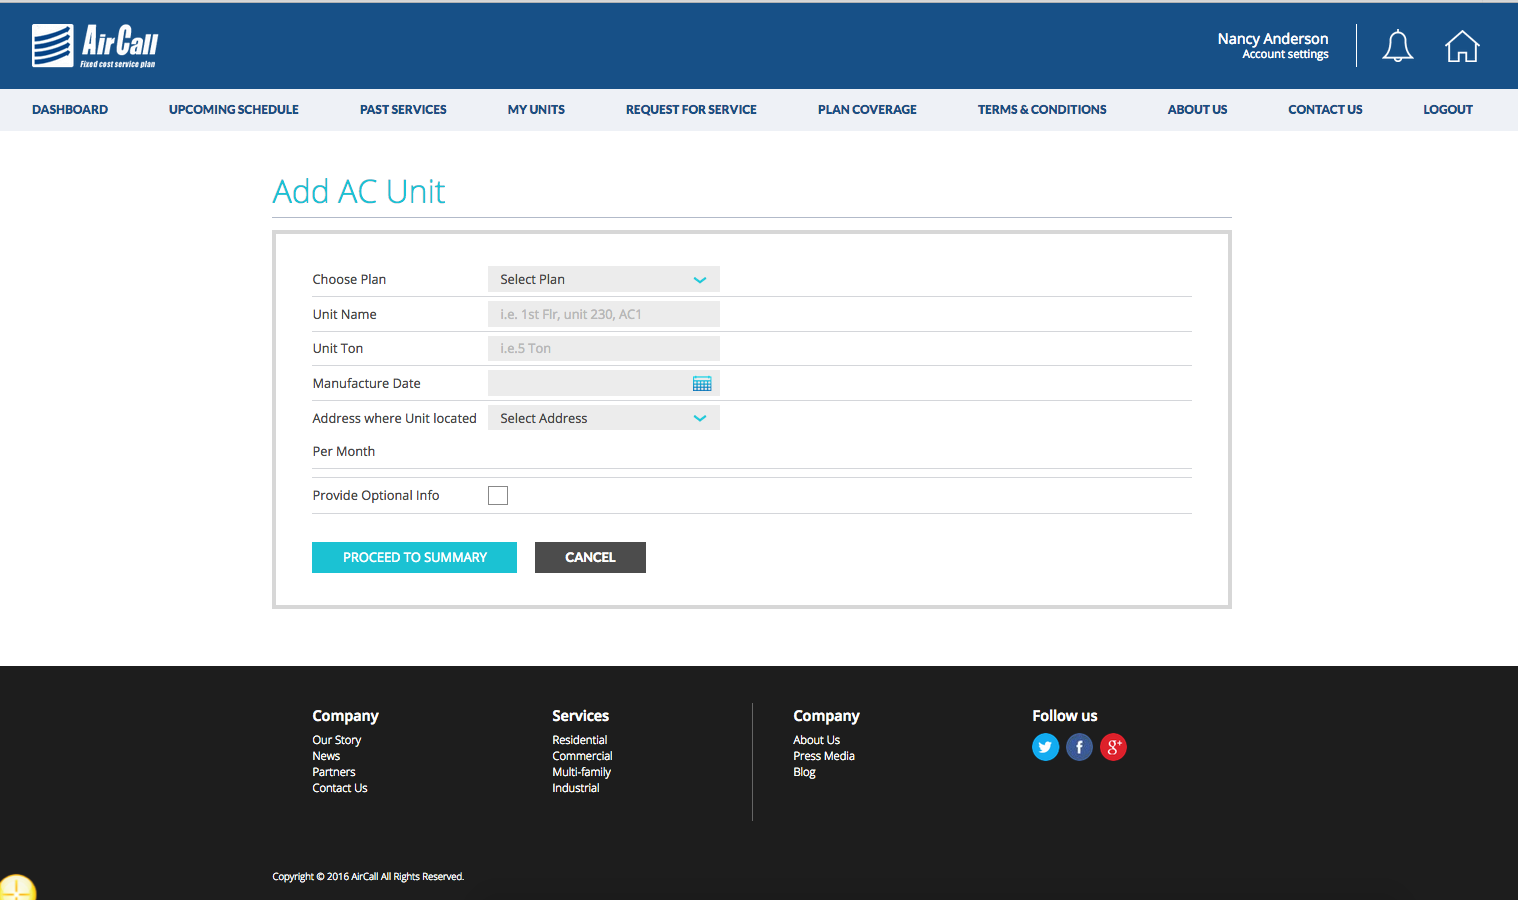 AirCall
Fixed cost service plan
Nancy Anderson
Account settings
DASHBOARD UPCOMING SCHEDULE PAST SERVICES MY UNITS REQUEST FOR SERVICE PLAN COVERAGE TERMS & CONDITIONS ABOUT US CONTACT US LOGOUT
Add AC Unit
Choose Plan Select Plan
Unit Name i.e. 1st Flr, unit 230, AC1
Unit Ton i.e.5 Ton
Manufacture Date
Address where Unit located Select Address
Per Month
Provide Optional Info
PROCEED TO SUMMARY CANCEL
Company
Our Story
News
Partners
Contact Us
Services
Residential
Commercial
Multi-family
Industrial
Company
About Us
Press Media
Blog
Follow us
f g+
Copyright © 2016 AirCall All Rights Reserved.